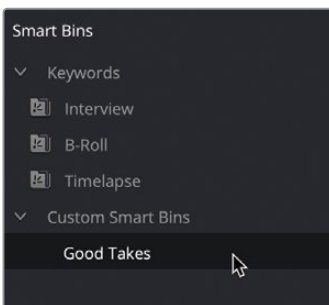 Smart Bins
Keywords
Interview
B-Roll
Timelapse
Custom Smart Bins
Good Takes